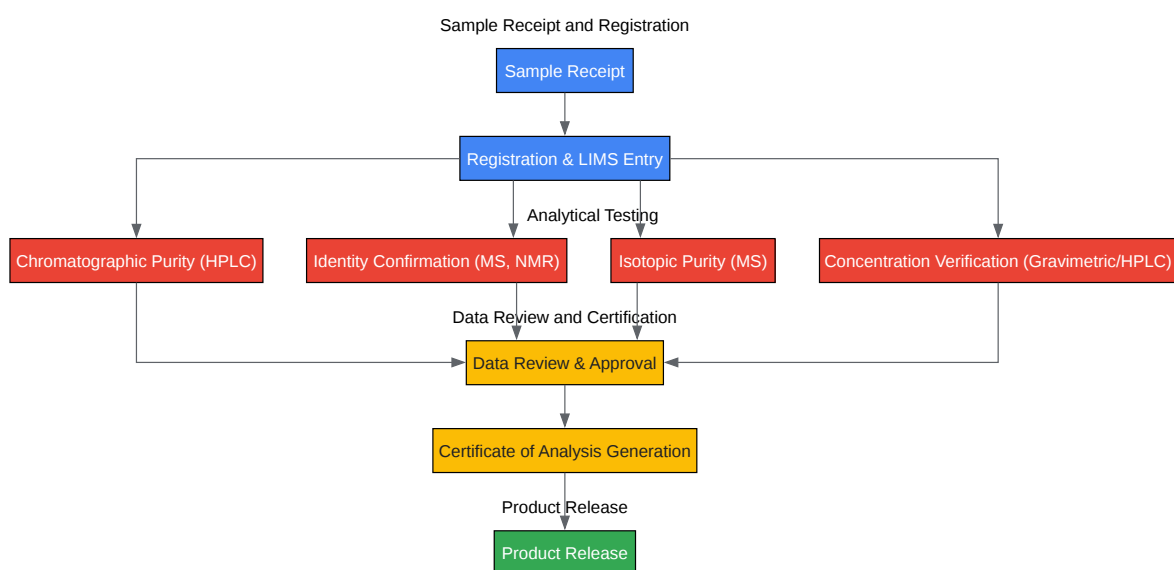 Sample Receipt and Registration
Sample Receipt
Registration & LIMS Entry
Analytical Testing
Chromatographic Purity (HPLC)
Identity Confirmation (MS, NMR)
Isotopic Purity (MS)
Concentration Verification (Gravimetric/HPLC)
Data Review and Certification
Data Review & Approval
Certificate of Analysis Generation
Product Release
Product Release